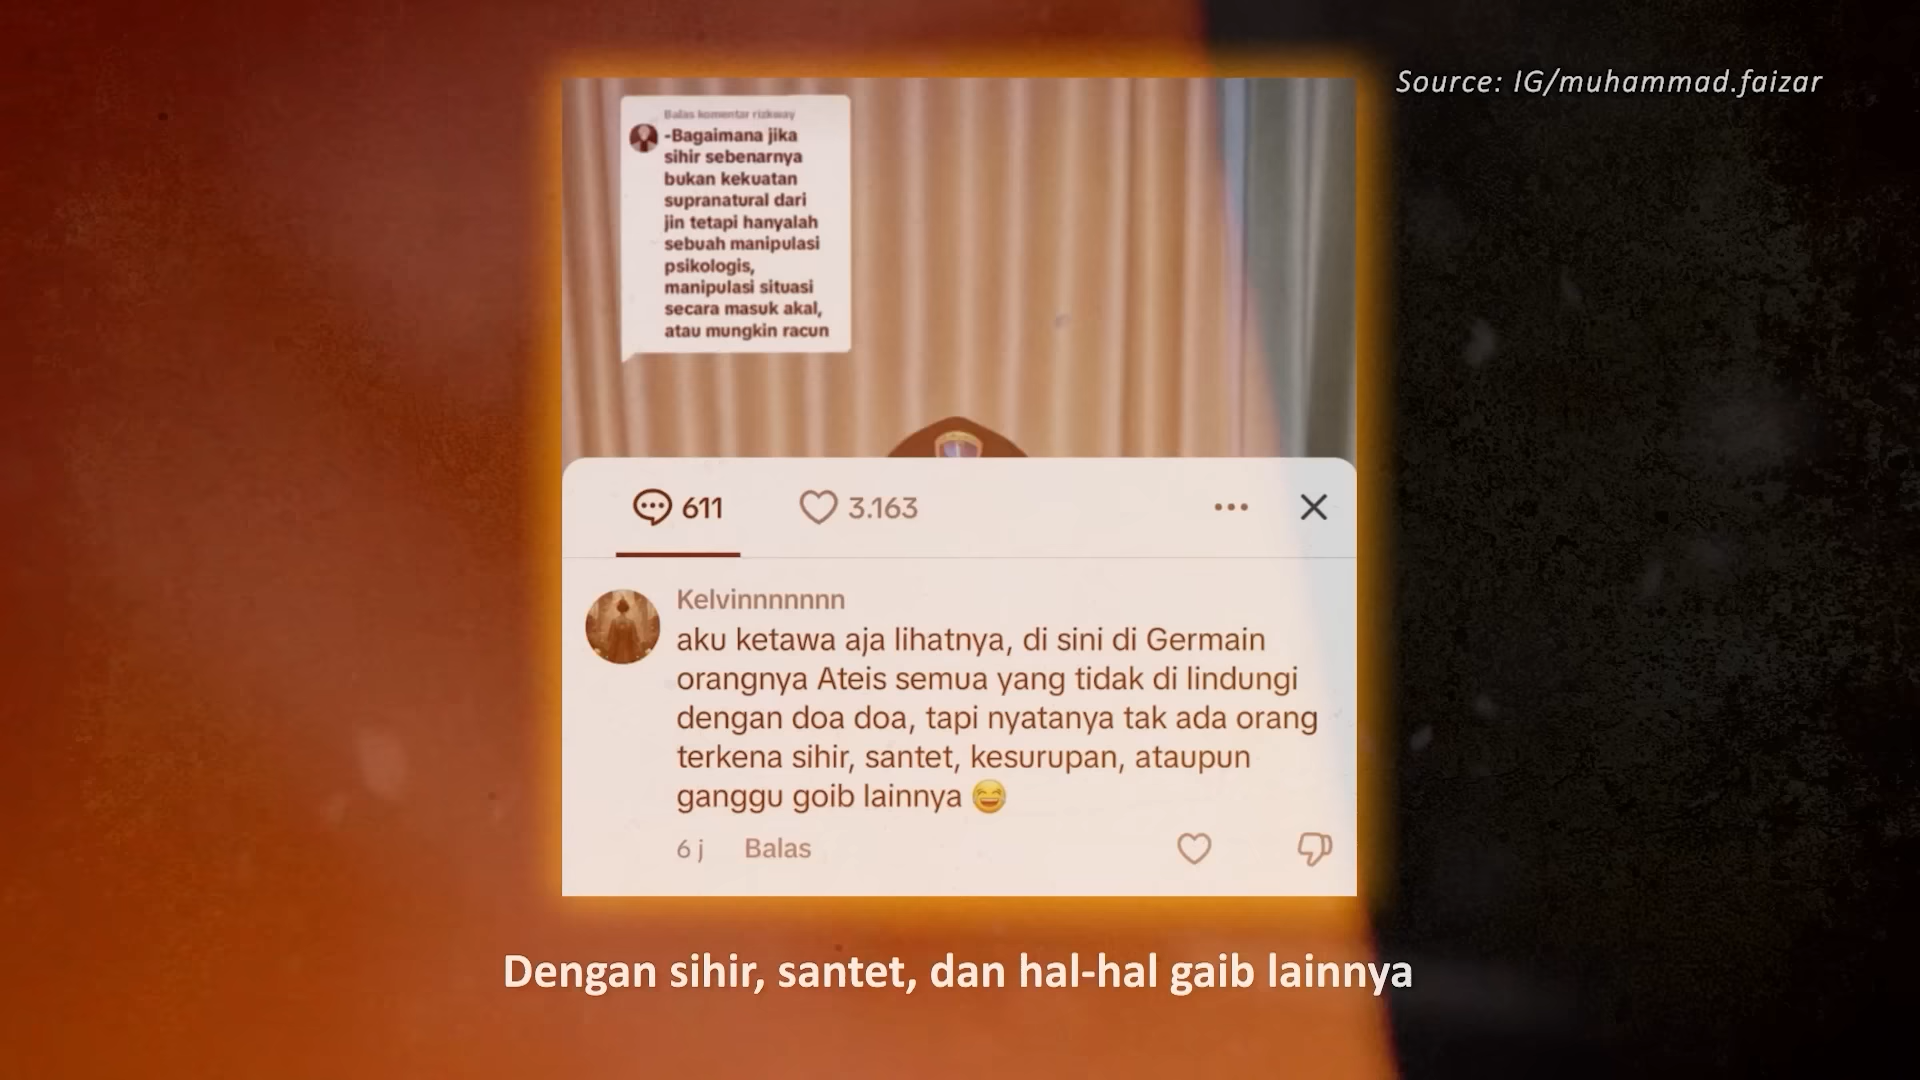 Source: IG/muhammad.faizar
Balas komentar rizkway
-Bagaimana jika
sihir sebenarnya
bukan kekuatan
supranatural dari
jin tetapi hanyalah
sebuah manipulasi
psikologis,
manipulasi situasi
secara masuk akal,
atau mungkin racun
611
3.163
Kelvinnnnnnn
aku ketawa aja lihatnya, di sini di Germain
orangnya Ateis semua yang tidak di lindungi
dengan doa doa, tapi nyatanya tak ada orang
terkena sihir, santet, kesurupan, ataupun
ganggu goib lainnya 😆
6 j Balas
Dengan sihir, santet, dan hal-hal gaib lainnya